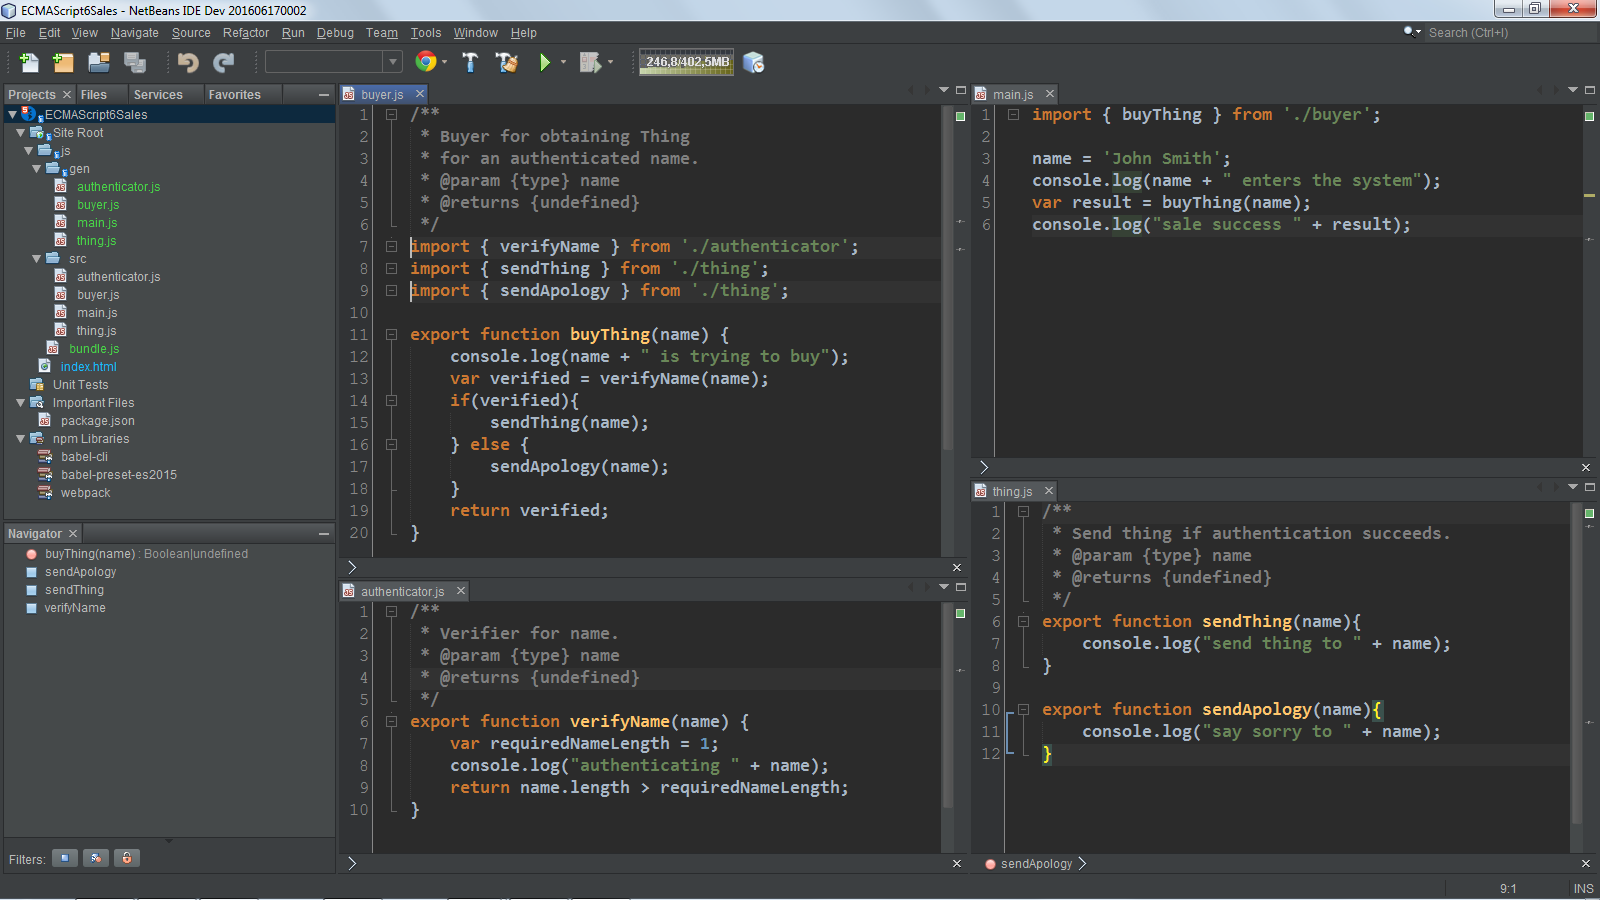 ECMAScript6Sales - NetBeans IDE Dev 201606170002
File Edit View Navigate Source Refactor Run Debug Team Tools Window Help
Search (Ctrl+I)
246,8/402,5MB
Projects Files Services Favorites
ECMAScript6Sales
Site Root
js
gen
authenticator.js
buyer.js
main.js
thing.js
src
authenticator.js
buyer.js
main.js
thing.js
bundle.js
index.html
Unit Tests
Important Files
package.json
npm Libraries
babel-cli
babel-preset-es2015
webpack
Navigator
buyThing(name) : Boolean|undefined
sendApology
sendThing
verifyName
Filters:
buyer.js
1 /**
2 * Buyer for obtaining Thing
3 * for an authenticated name.
4 * @param {type} name
5 * @returns {undefined}
6 */
7 import { verifyName } from './authenticator';
8 import { sendThing } from './thing';
9 import { sendApology } from './thing';
10
11 export function buyThing(name) {
12 console.log(name + " is trying to buy");
13 var verified = verifyName(name);
14 if(verified){
15 sendThing(name);
16 } else {
17 sendApology(name);
18 }
19 return verified;
20 }
authenticator.js
1 /**
2 * Verifier for name.
3 * @param {type} name
4 * @returns {undefined}
5 */
6 export function verifyName(name) {
7 var requiredNameLength = 1;
8 console.log("authenticating " + name);
9 return name.length > requiredNameLength;
10 }
main.js
1 import { buyThing } from './buyer';
2
3 name = 'John Smith';
4 console.log(name + " enters the system");
5 var result = buyThing(name);
6 console.log("sale success " + result);
thing.js
1 /**
2 * Send thing if authentication succeeds.
3 * @param {type} name
4 * @returns {undefined}
5 */
6 export function sendThing(name){
7 console.log("send thing to " + name);
8 }
9
10 export function sendApology(name){
11 console.log("say sorry to " + name);
12 }
sendApology
9:1 INS